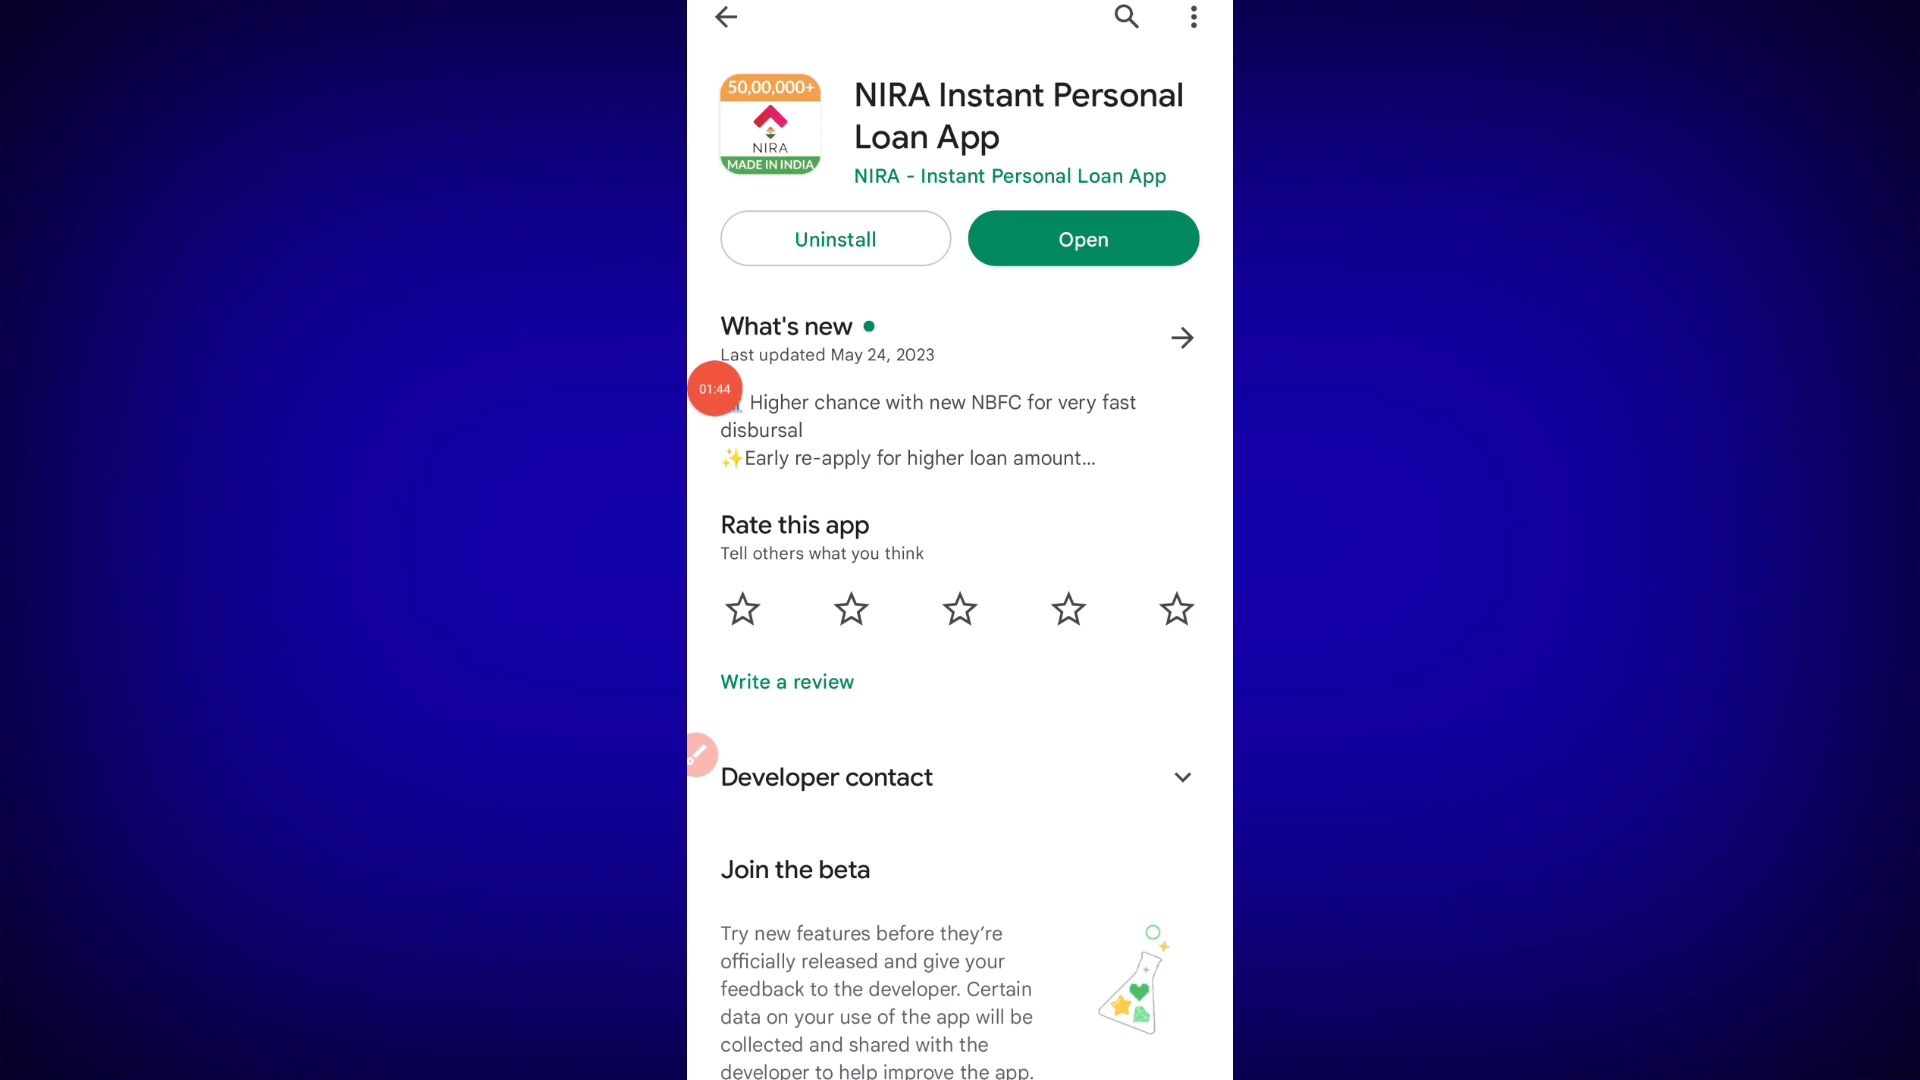 50,00,000+
NIRA
MADE IN INDIA
NIRA Instant Personal
Loan App
NIRA - Instant Personal Loan App
Uninstall
Open
What's new
Last updated May 24, 2023
01:44
Higher chance with new NBFC for very fast
disbursal
✨Early re-apply for higher loan amount...
Rate this app
Tell others what you think
Write a review
Developer contact
Join the beta
Try new features before they’re
officially released and give your
feedback to the developer. Certain
data on your use of the app will be
collected and shared with the
developer to help improve the app.